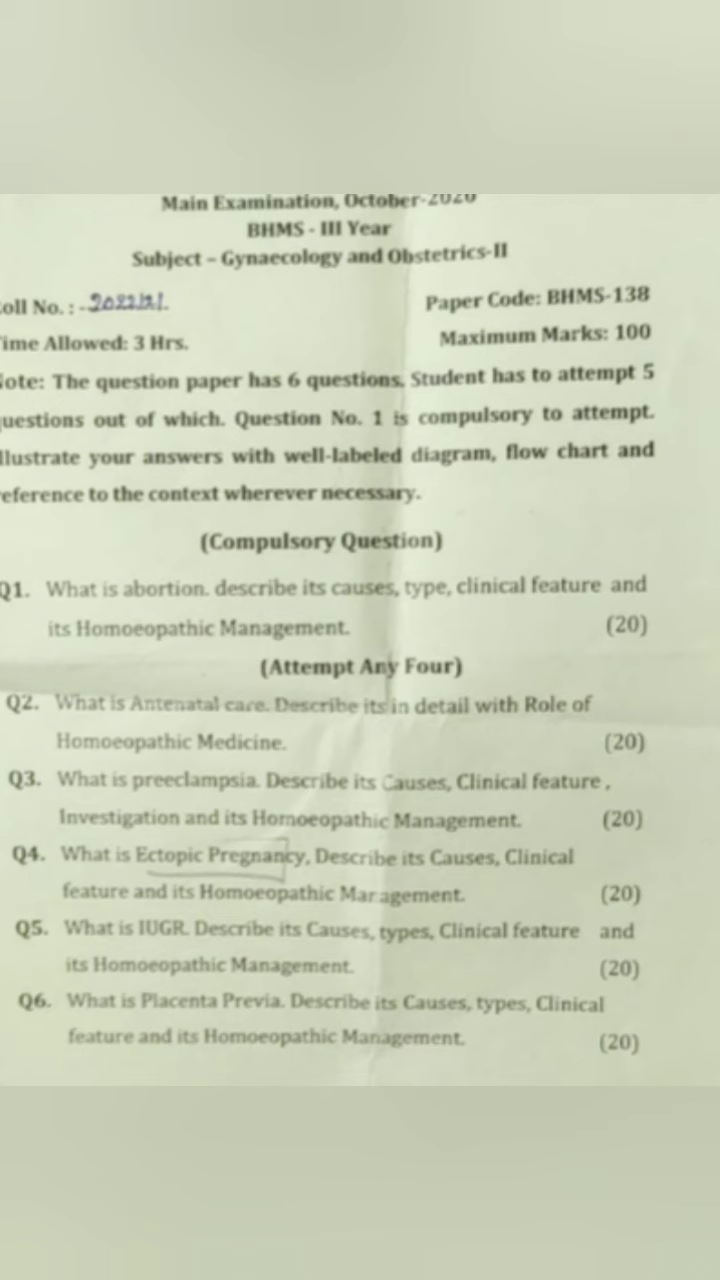 Main Examination, October-2020
BHMS - III Year
Subject – Gynaecology and Obstetrics-II
oll No. : -
Paper Code: BHMS-138
ime Allowed: 3 Hrs.
Maximum Marks: 100
ote: The question paper has 6 questions. Student has to attempt 5
uestions out of which. Question No. 1 is compulsory to attempt.
llustrate your answers with well-labeled diagram, flow chart and
eference to the context wherever necessary.
(Compulsory Question)
Q1. What is abortion. describe its causes, type, clinical feature and
its Homoeopathic Management. (20)
(Attempt Any Four)
Q2. What is Antenatal care. Describe its in detail with Role of
Homoeopathic Medicine. (20)
Q3. What is preeclampsia. Describe its Causes, Clinical feature ,
Investigation and its Homoeopathic Management. (20)
Q4. What is Ectopic Pregnancy, Describe its Causes, Clinical
feature and its Homoeopathic Management. (20)
Q5. What is IUGR. Describe its Causes, types, Clinical feature and
its Homoeopathic Management. (20)
Q6. What is Placenta Previa. Describe its Causes, types, Clinical
feature and its Homoeopathic Management. (20)